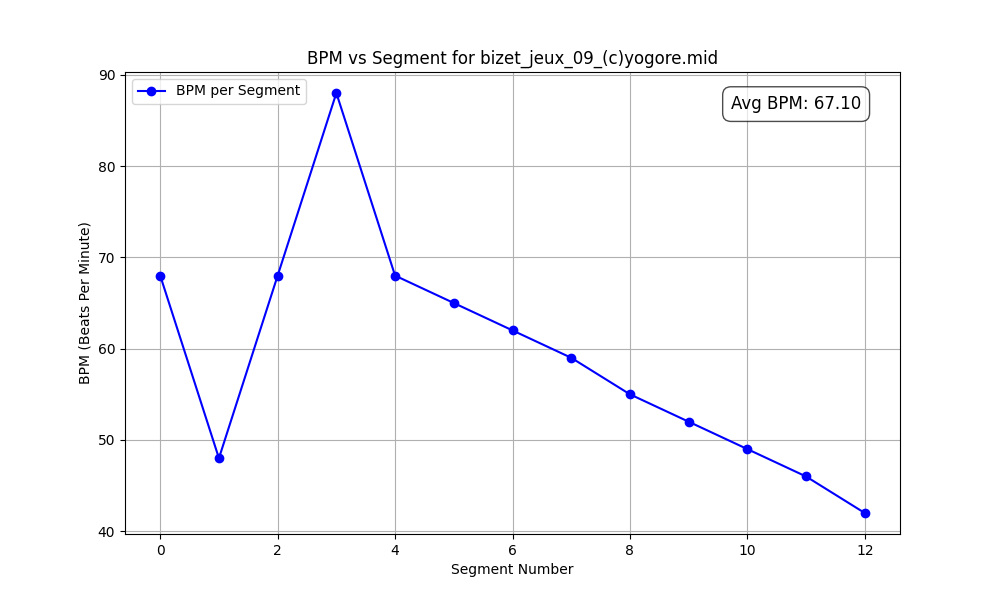 BPM vs Segment for bizet_jeux_09_(c)yogore.mid
BPM per Segment
Avg BPM: 67.10
90
80
70
60
50
40
BPM (Beats Per Minute)
0 2 4 6 8 10 12
Segment Number